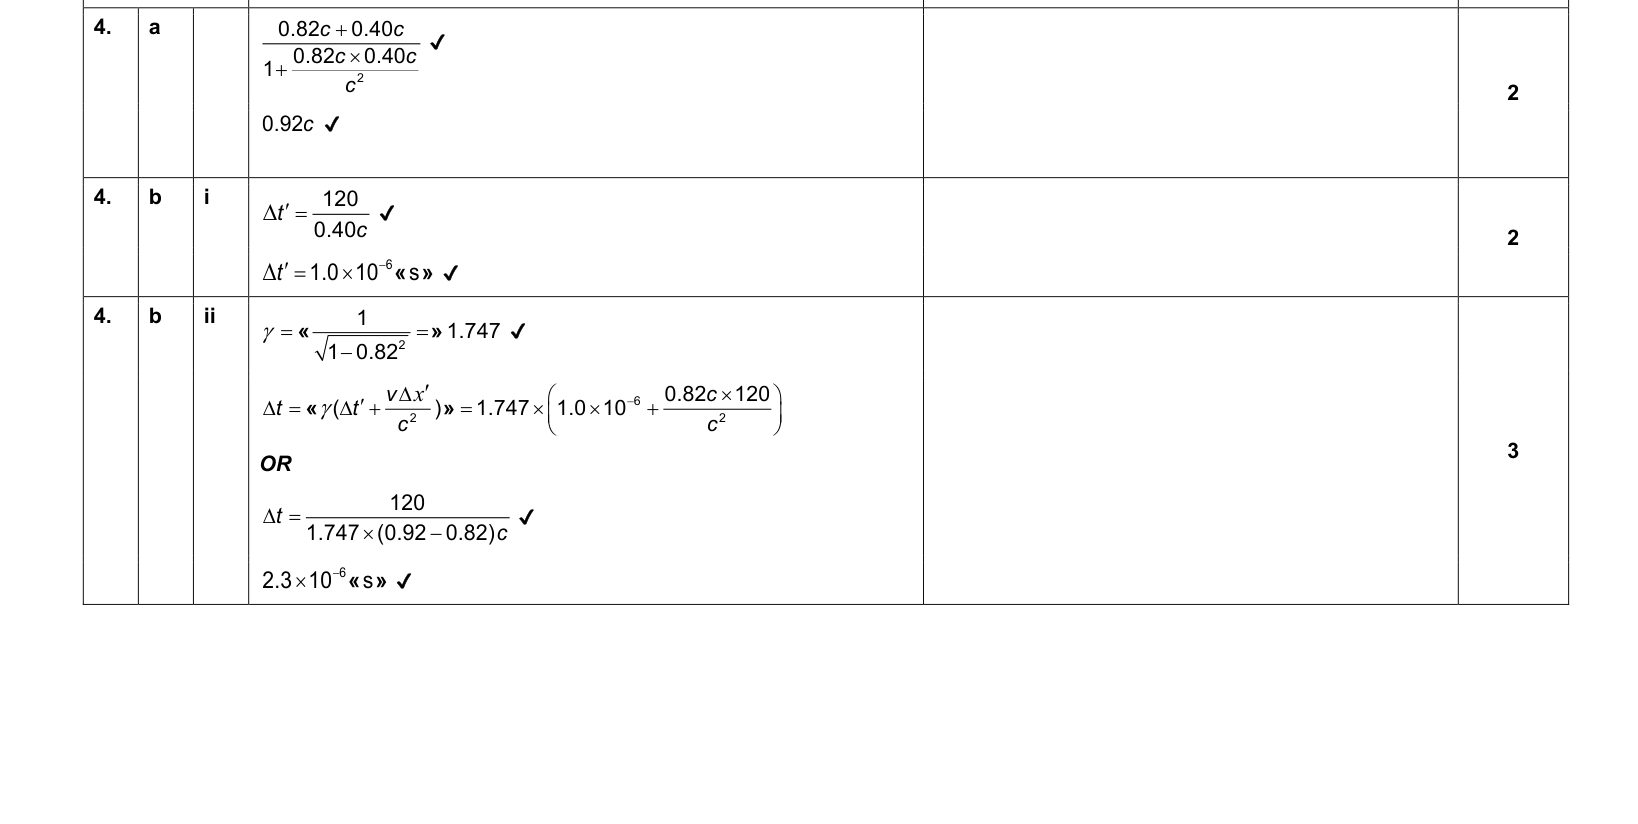 4. a
(0.82c + 0.40c) / (1 + (0.82c × 0.40c) / c²) ✓
0.92c ✓
2
4. b i
Δt′ = 120 / 0.40c ✓
Δt′ = 1.0 × 10⁻⁶ «s» ✓
2
4. b ii
γ = « 1 / √(1 − 0.82²) = » 1.747 ✓
Δt = « γ(Δt′ + vΔx′ / c²) » = 1.747 × (1.0 × 10⁻⁶ + (0.82c × 120) / c²)
OR
Δt = 120 / (1.747 × (0.92 − 0.82)c) ✓
2.3 × 10⁻⁶ «s» ✓
3